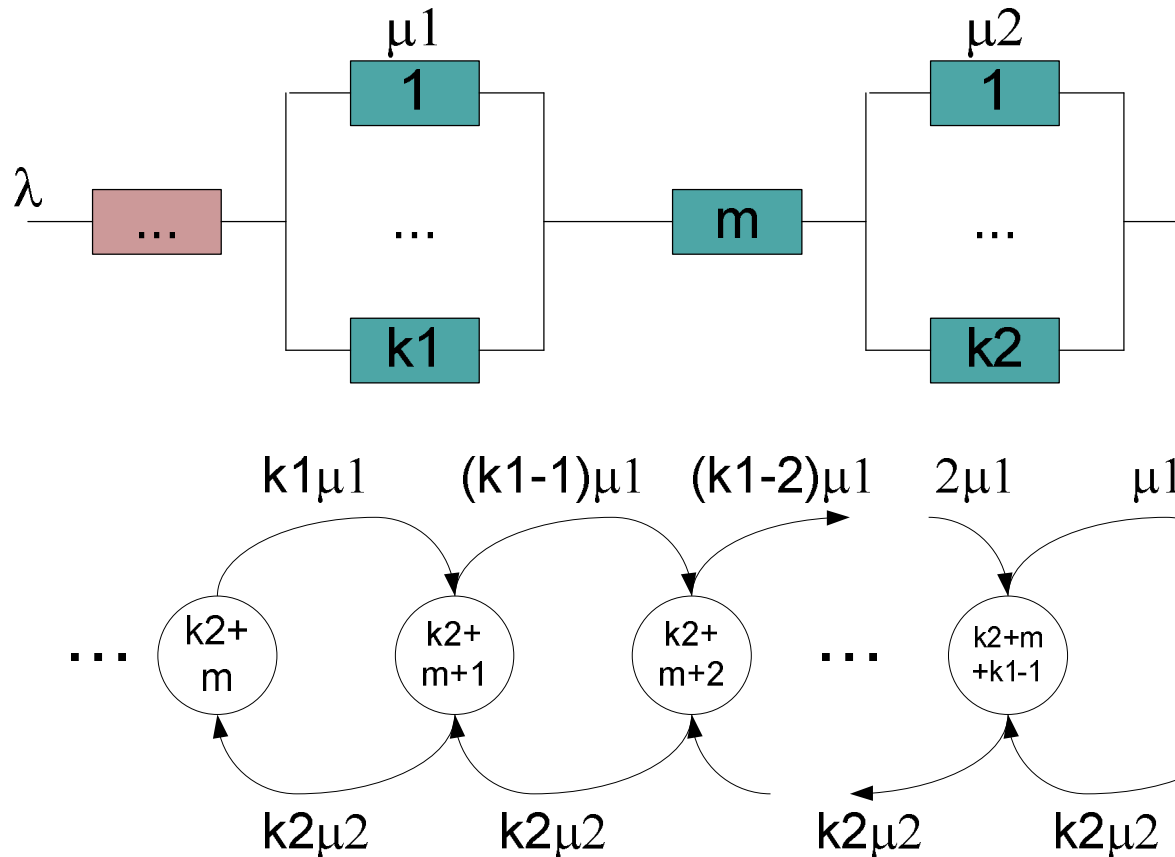 μ1 μ2
1 1
λ ... ... m ...
k1 k2
k1μ1 (k1-1)μ1 (k1-2)μ1 2μ1 μ1
... k2+ k2+ k2+ ... k2+m
m m+1 m+2 +k1-1
k2μ2 k2μ2 k2μ2 k2μ2